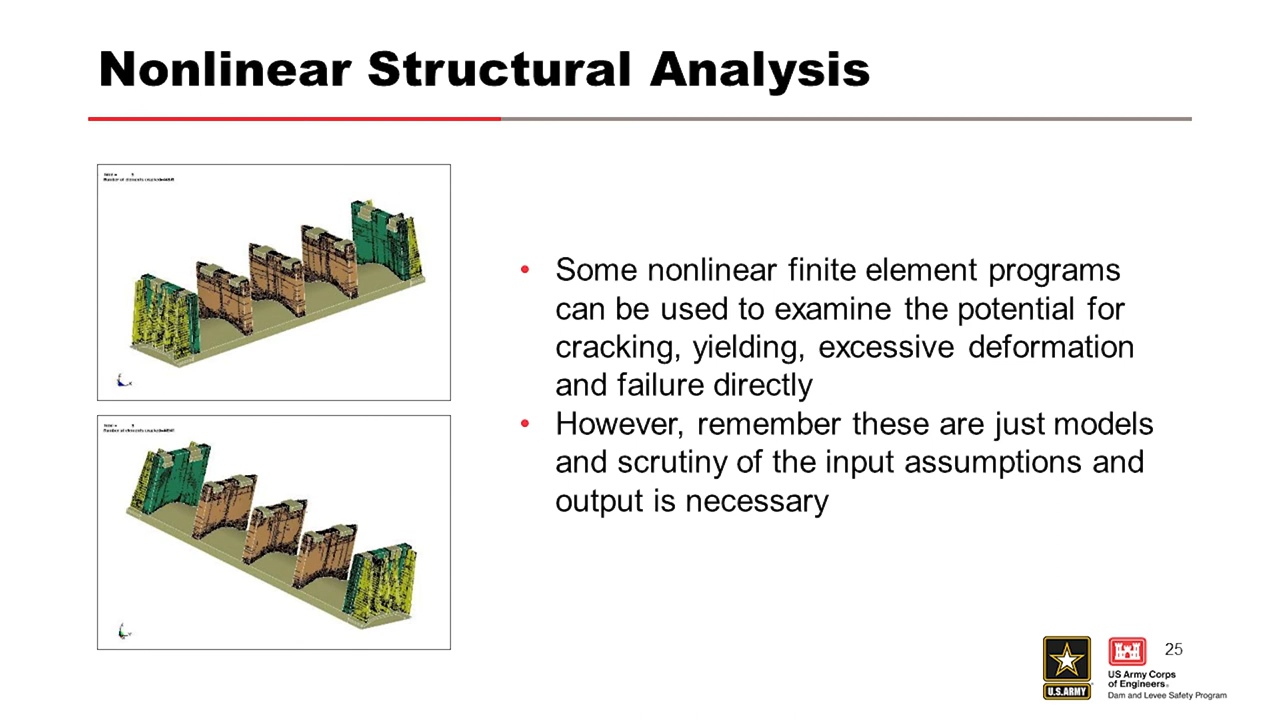 Nonlinear Structural Analysis
• Some nonlinear finite element programs
can be used to examine the potential for
cracking, yielding, excessive deformation
and failure directly
• However, remember these are just models
and scrutiny of the input assumptions and
output is necessary
25
U.S.ARMY
US Army Corps
of Engineers®
Dam and Levee Safety Program